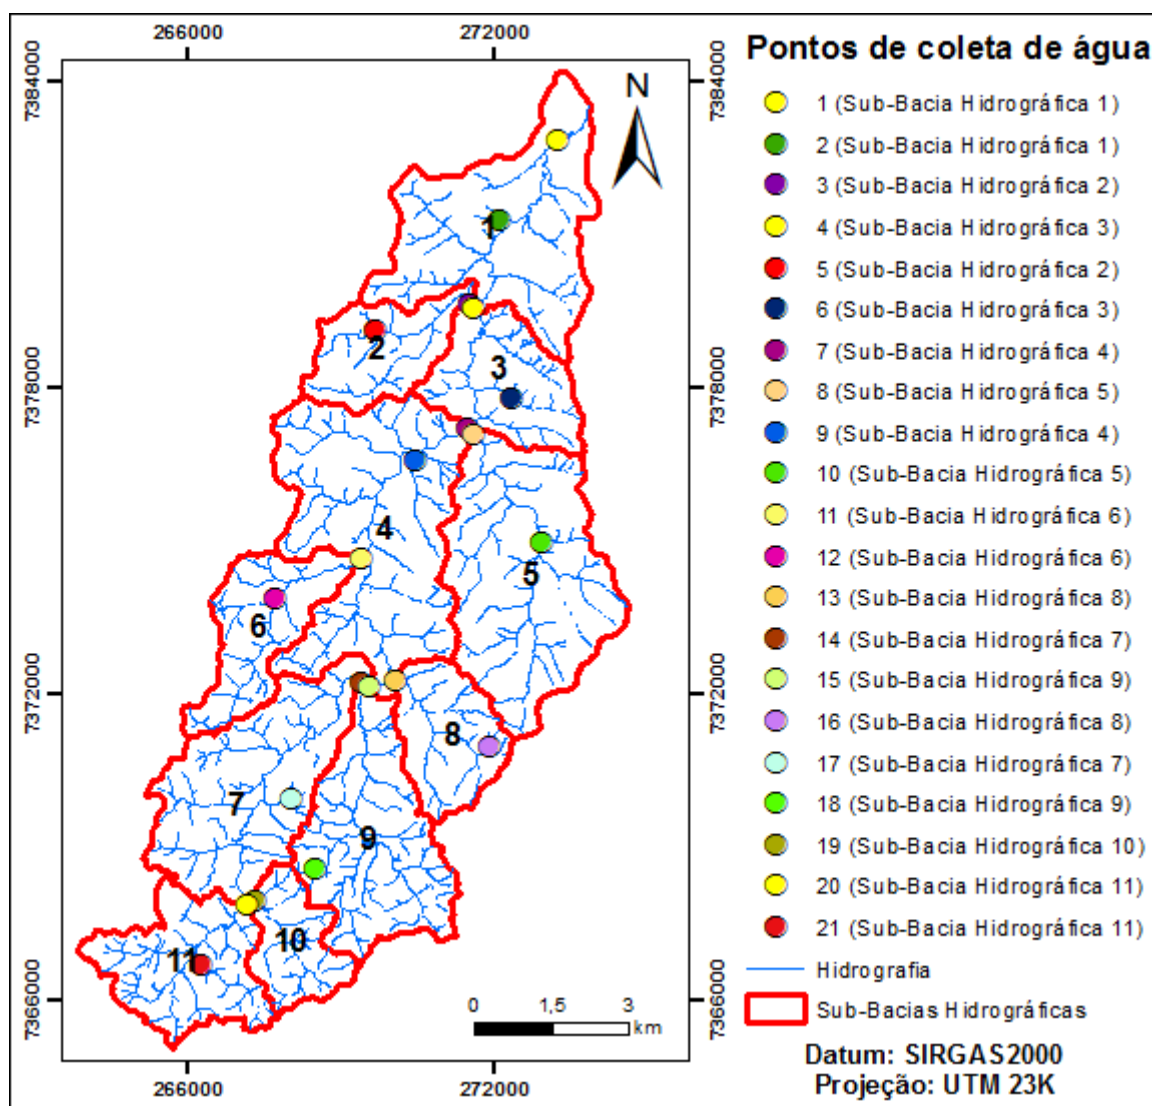 266000 272000
Pontos de coleta de água
7384000
7384000
N
1 (Sub-Bacia Hidrográfica 1)
2 (Sub-Bacia Hidrográfica 1)
3 (Sub-Bacia Hidrográfica 2)
4 (Sub-Bacia Hidrográfica 3)
5 (Sub-Bacia Hidrográfica 2)
6 (Sub-Bacia Hidrográfica 3)
7 (Sub-Bacia Hidrográfica 4)
8 (Sub-Bacia Hidrográfica 5)
9 (Sub-Bacia Hidrográfica 4)
10 (Sub-Bacia Hidrográfica 5)
11 (Sub-Bacia Hidrográfica 6)
12 (Sub-Bacia Hidrográfica 6)
13 (Sub-Bacia Hidrográfica 8)
14 (Sub-Bacia Hidrográfica 7)
15 (Sub-Bacia Hidrográfica 9)
16 (Sub-Bacia Hidrográfica 8)
17 (Sub-Bacia Hidrográfica 7)
18 (Sub-Bacia Hidrográfica 9)
19 (Sub-Bacia Hidrográfica 10)
20 (Sub-Bacia Hidrográfica 11)
21 (Sub-Bacia Hidrográfica 11)
Hidrografia
Sub-Bacias Hidrográficas
Datum: SIRGAS2000
Projeção: UTM 23K
1
2
3
7378000
7378000
4
5
6
7372000
7372000
8
7
9
10
11
7366000
7366000
0 1,5 3
km
266000 272000